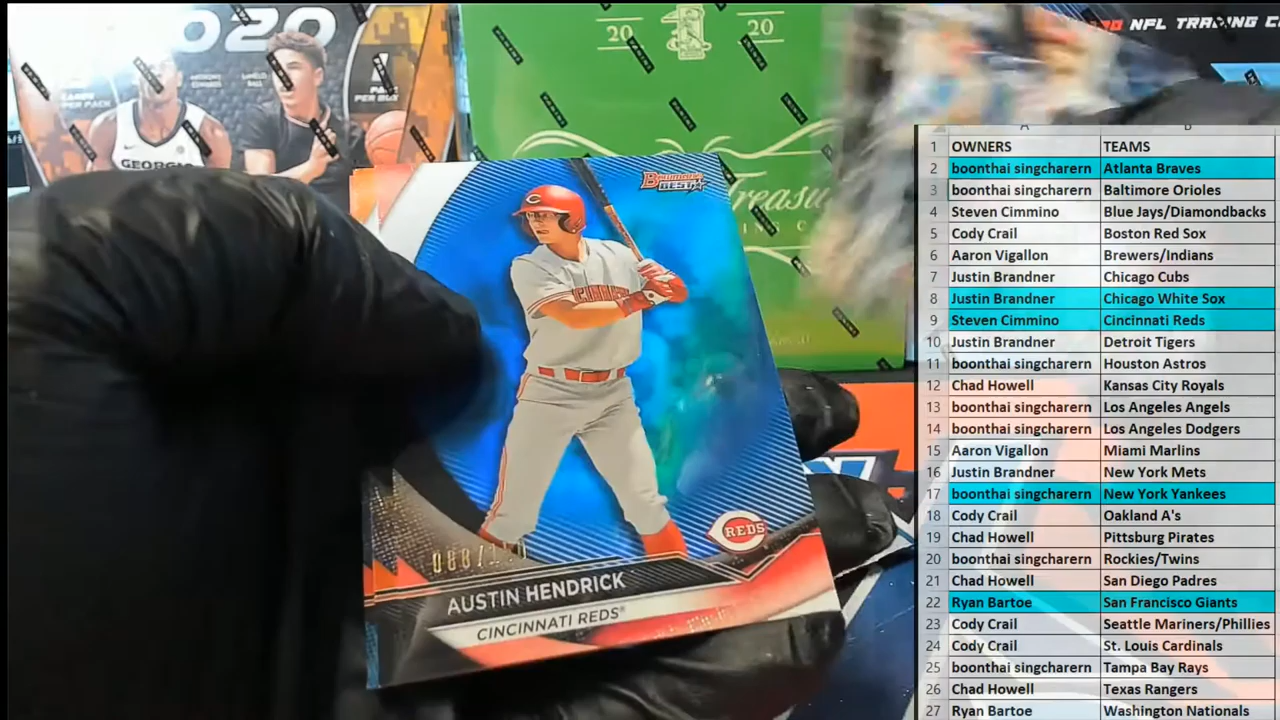 2020
20 20
NFL TRADING
PER PACK
PER BOX
GEORGIA
BOWMAN'S
BEST
088/
AUSTIN HENDRICK
CINCINNATI REDS®
REDS
A B
1 OWNERS TEAMS
2 boonthai singcharern Atlanta Braves
3 boonthai singcharern Baltimore Orioles
4 Steven Cimmino Blue Jays/Diamondbacks
5 Cody Crail Boston Red Sox
6 Aaron Vigallon Brewers/Indians
7 Justin Brandner Chicago Cubs
8 Justin Brandner Chicago White Sox
9 Steven Cimmino Cincinnati Reds
10 Justin Brandner Detroit Tigers
11 boonthai singcharern Houston Astros
12 Chad Howell Kansas City Royals
13 boonthai singcharern Los Angeles Angels
14 boonthai singcharern Los Angeles Dodgers
15 Aaron Vigallon Miami Marlins
16 Justin Brandner New York Mets
17 boonthai singcharern New York Yankees
18 Cody Crail Oakland A's
19 Chad Howell Pittsburg Pirates
20 boonthai singcharern Rockies/Twins
21 Chad Howell San Diego Padres
22 Ryan Bartoe San Francisco Giants
23 Cody Crail Seattle Mariners/Phillies
24 Cody Crail St. Louis Cardinals
25 boonthai singcharern Tampa Bay Rays
26 Chad Howell Texas Rangers
27 Ryan Bartoe Washington Nationals